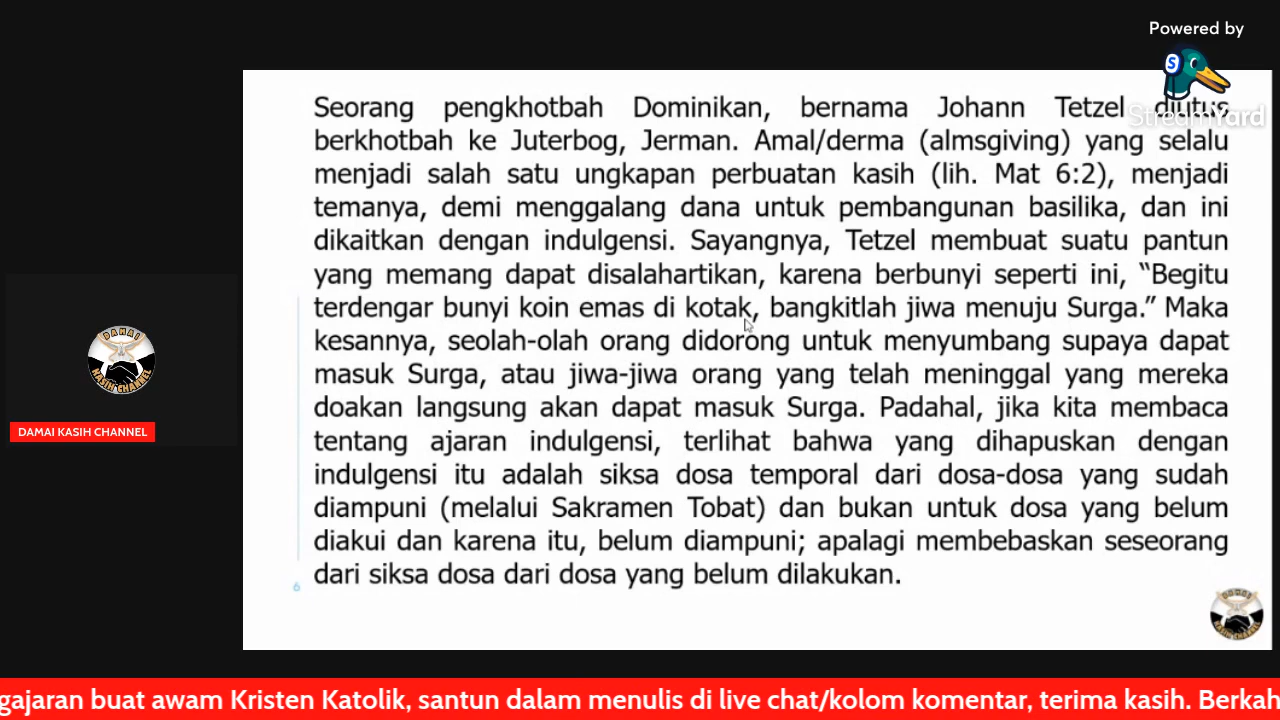 Powered by
S
StreamYard
Seorang pengkhotbah Dominikan, bernama Johann Tetzel diutus
berkhotbah ke Juterbog, Jerman. Amal/derma (almsgiving) yang selalu
menjadi salah satu ungkapan perbuatan kasih (lih. Mat 6:2), menjadi
temanya, demi menggalang dana untuk pembangunan basilika, dan ini
dikaitkan dengan indulgensi. Sayangnya, Tetzel membuat suatu pantun
yang memang dapat disalahartikan, karena berbunyi seperti ini, “Begitu
terdengar bunyi koin emas di kotak, bangkitlah jiwa menuju Surga.” Maka
kesannya, seolah-olah orang didorong untuk menyumbang supaya dapat
masuk Surga, atau jiwa-jiwa orang yang telah meninggal yang mereka
doakan langsung akan dapat masuk Surga. Padahal, jika kita membaca
tentang ajaran indulgensi, terlihat bahwa yang dihapuskan dengan
indulgensi itu adalah siksa dosa temporal dari dosa-dosa yang sudah
diampuni (melalui Sakramen Tobat) dan bukan untuk dosa yang belum
diakui dan karena itu, belum diampuni; apalagi membebaskan seseorang
dari siksa dosa dari dosa yang belum dilakukan.
6
DAMAI
KASIH CHANNEL
DAMAI KASIH CHANNEL
DAMAI
KASIH CHANNEL
gajaran buat awam Kristen Katolik, santun dalam menulis di live chat/kolom komentar, terima kasih. Berkah